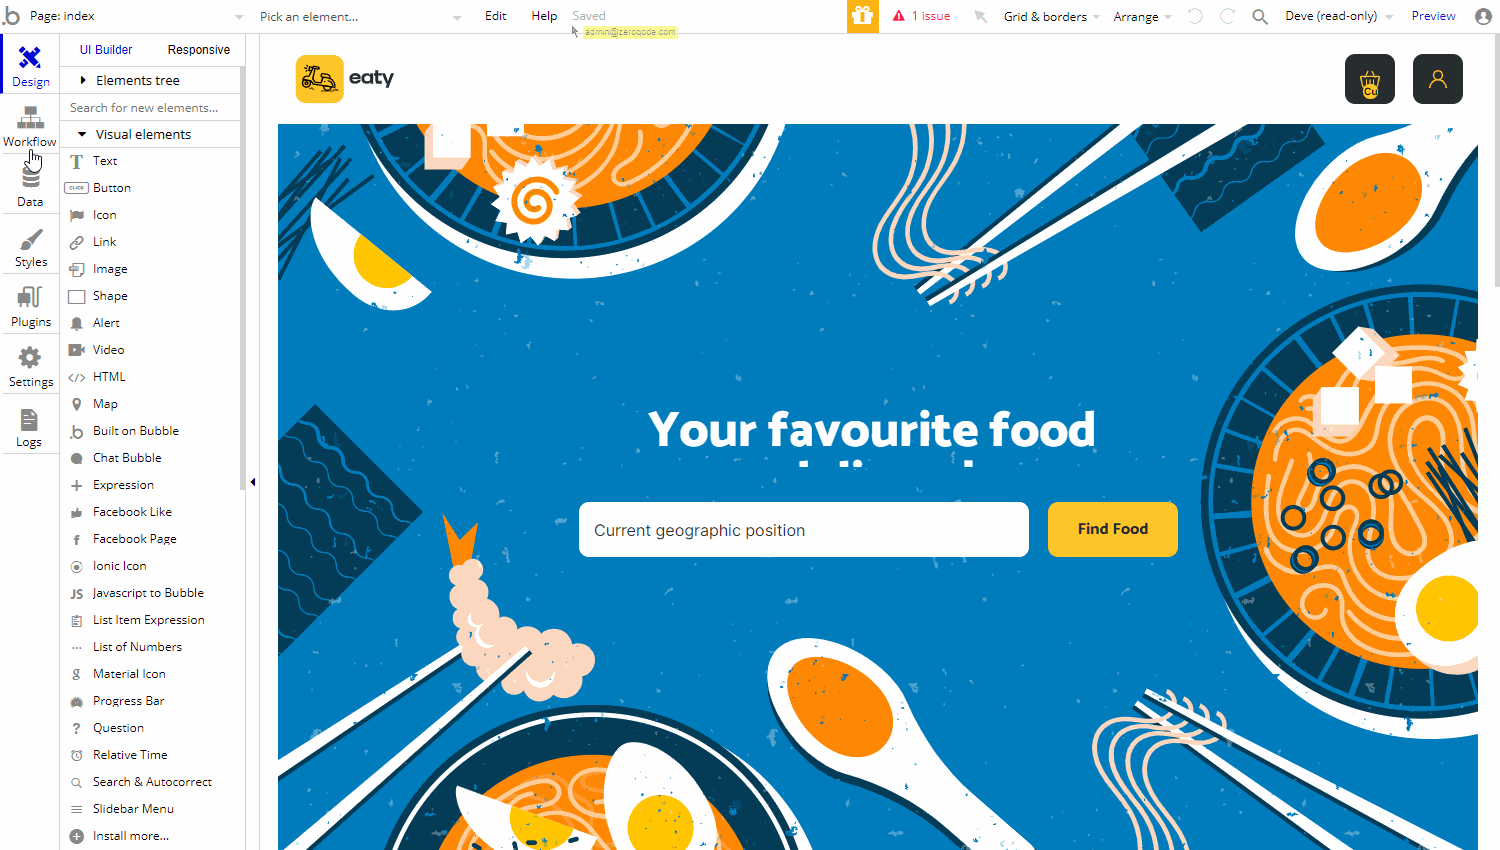 Page: index
Pick an element...
Edit
Help
Saved
1 issue
Grid & borders
Arrange
Deve (read-only)
Preview
admin@zeroqode.com
Design
Workflow
Data
Styles
Plugins
Settings
Logs
UI Builder
Responsive
Elements tree
Search for new elements...
Visual elements
Text
CLICK Button
Icon
Link
Image
Shape
Alert
Video
HTML
Map
Built on Bubble
Chat Bubble
Expression
Facebook Like
Facebook Page
Ionic Icon
JS Javascript to Bubble
List Item Expression
List of Numbers
Material Icon
Progress Bar
Question
Relative Time
Search & Autocorrect
Slidebar Menu
Install more...
eaty
Cu
Your favourite food
Current geographic position
Find Food